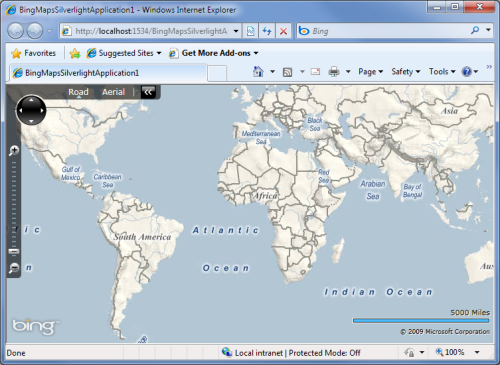 BingMapsSilverlightApplication1 - Windows Internet Explorer
http://localhost:1534/BingMapsSilverlightA
Bing
Favorites
Suggested Sites
Get More Add-ons
BingMapsSilverlightApplication1
Page
Safety
Tools
Road
Aerial
Asia
Black
Sea
Mediterranean
Sea
Gulf of
Mexico
Caribbean
Sea
Red
Sea
Arabian
Sea
Bay of
Bengal
Africa
South America
Atlantic
Ocean
ic
n
Indian Ocean
Au
5000 Miles
bing
© 2009 Microsoft Corporation
Done
Local intranet | Protected Mode: Off
100%